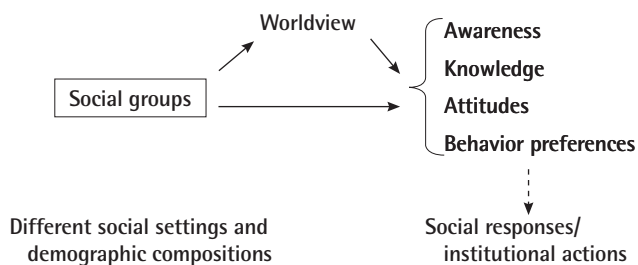 Worldview
Awareness
Knowledge
Social groups
Attitudes
Behavior preferences
Different social settings and
demographic compositions
Social responses/
institutional actions